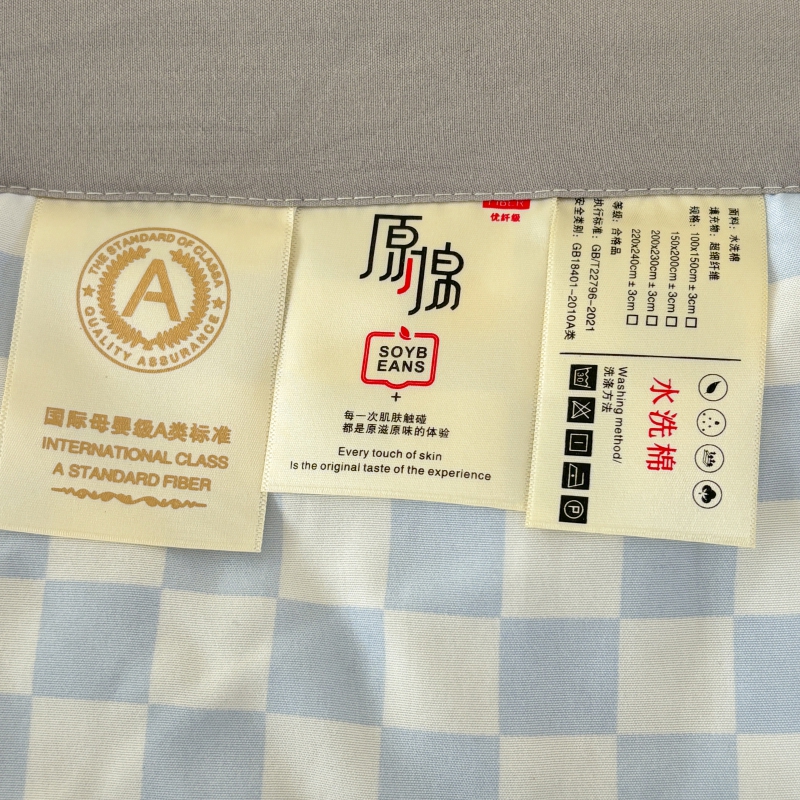 THE STANDARD OF CLASSA
A
QUALITY ASSURANCE
国际母婴级A类标准
INTERNATIONAL CLASS
A STANDARD FIBER
FIBER
优纤级
原棉
SOYB
EANS
+
每一次肌肤触碰
都是原滋原味的体验
Every touch of skin
Is the original taste of the experience
面料：水洗棉
填充物：超细纤维
规格：100x150cm±3cm□
150x200cm±3cm□
200x230cm±3cm□
220x240cm±3cm□
等级：合格品
执行标准：GB/T22796-2021
安全类别：GB18401-2010A类
水洗棉
Washing method/
洗涤方法
30
P